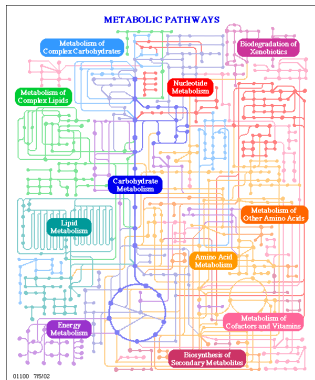 METABOLIC PATHWAYS
Metabolism of
Complex Carbohydrates
Biodegradation of
Xenobiotics
Nucleotide
Metabolism
Metabolism of
Complex Lipids
Carbohydrate
Metabolism
Metabolism of
Other Amino Acids
Lipid
Metabolism
Amino Acid
Metabolism
Energy
Metabolism
Metabolism of
Cofactors and Vitamins
Biosynthesis of
Secondary Metabolites
01100 7/5/02